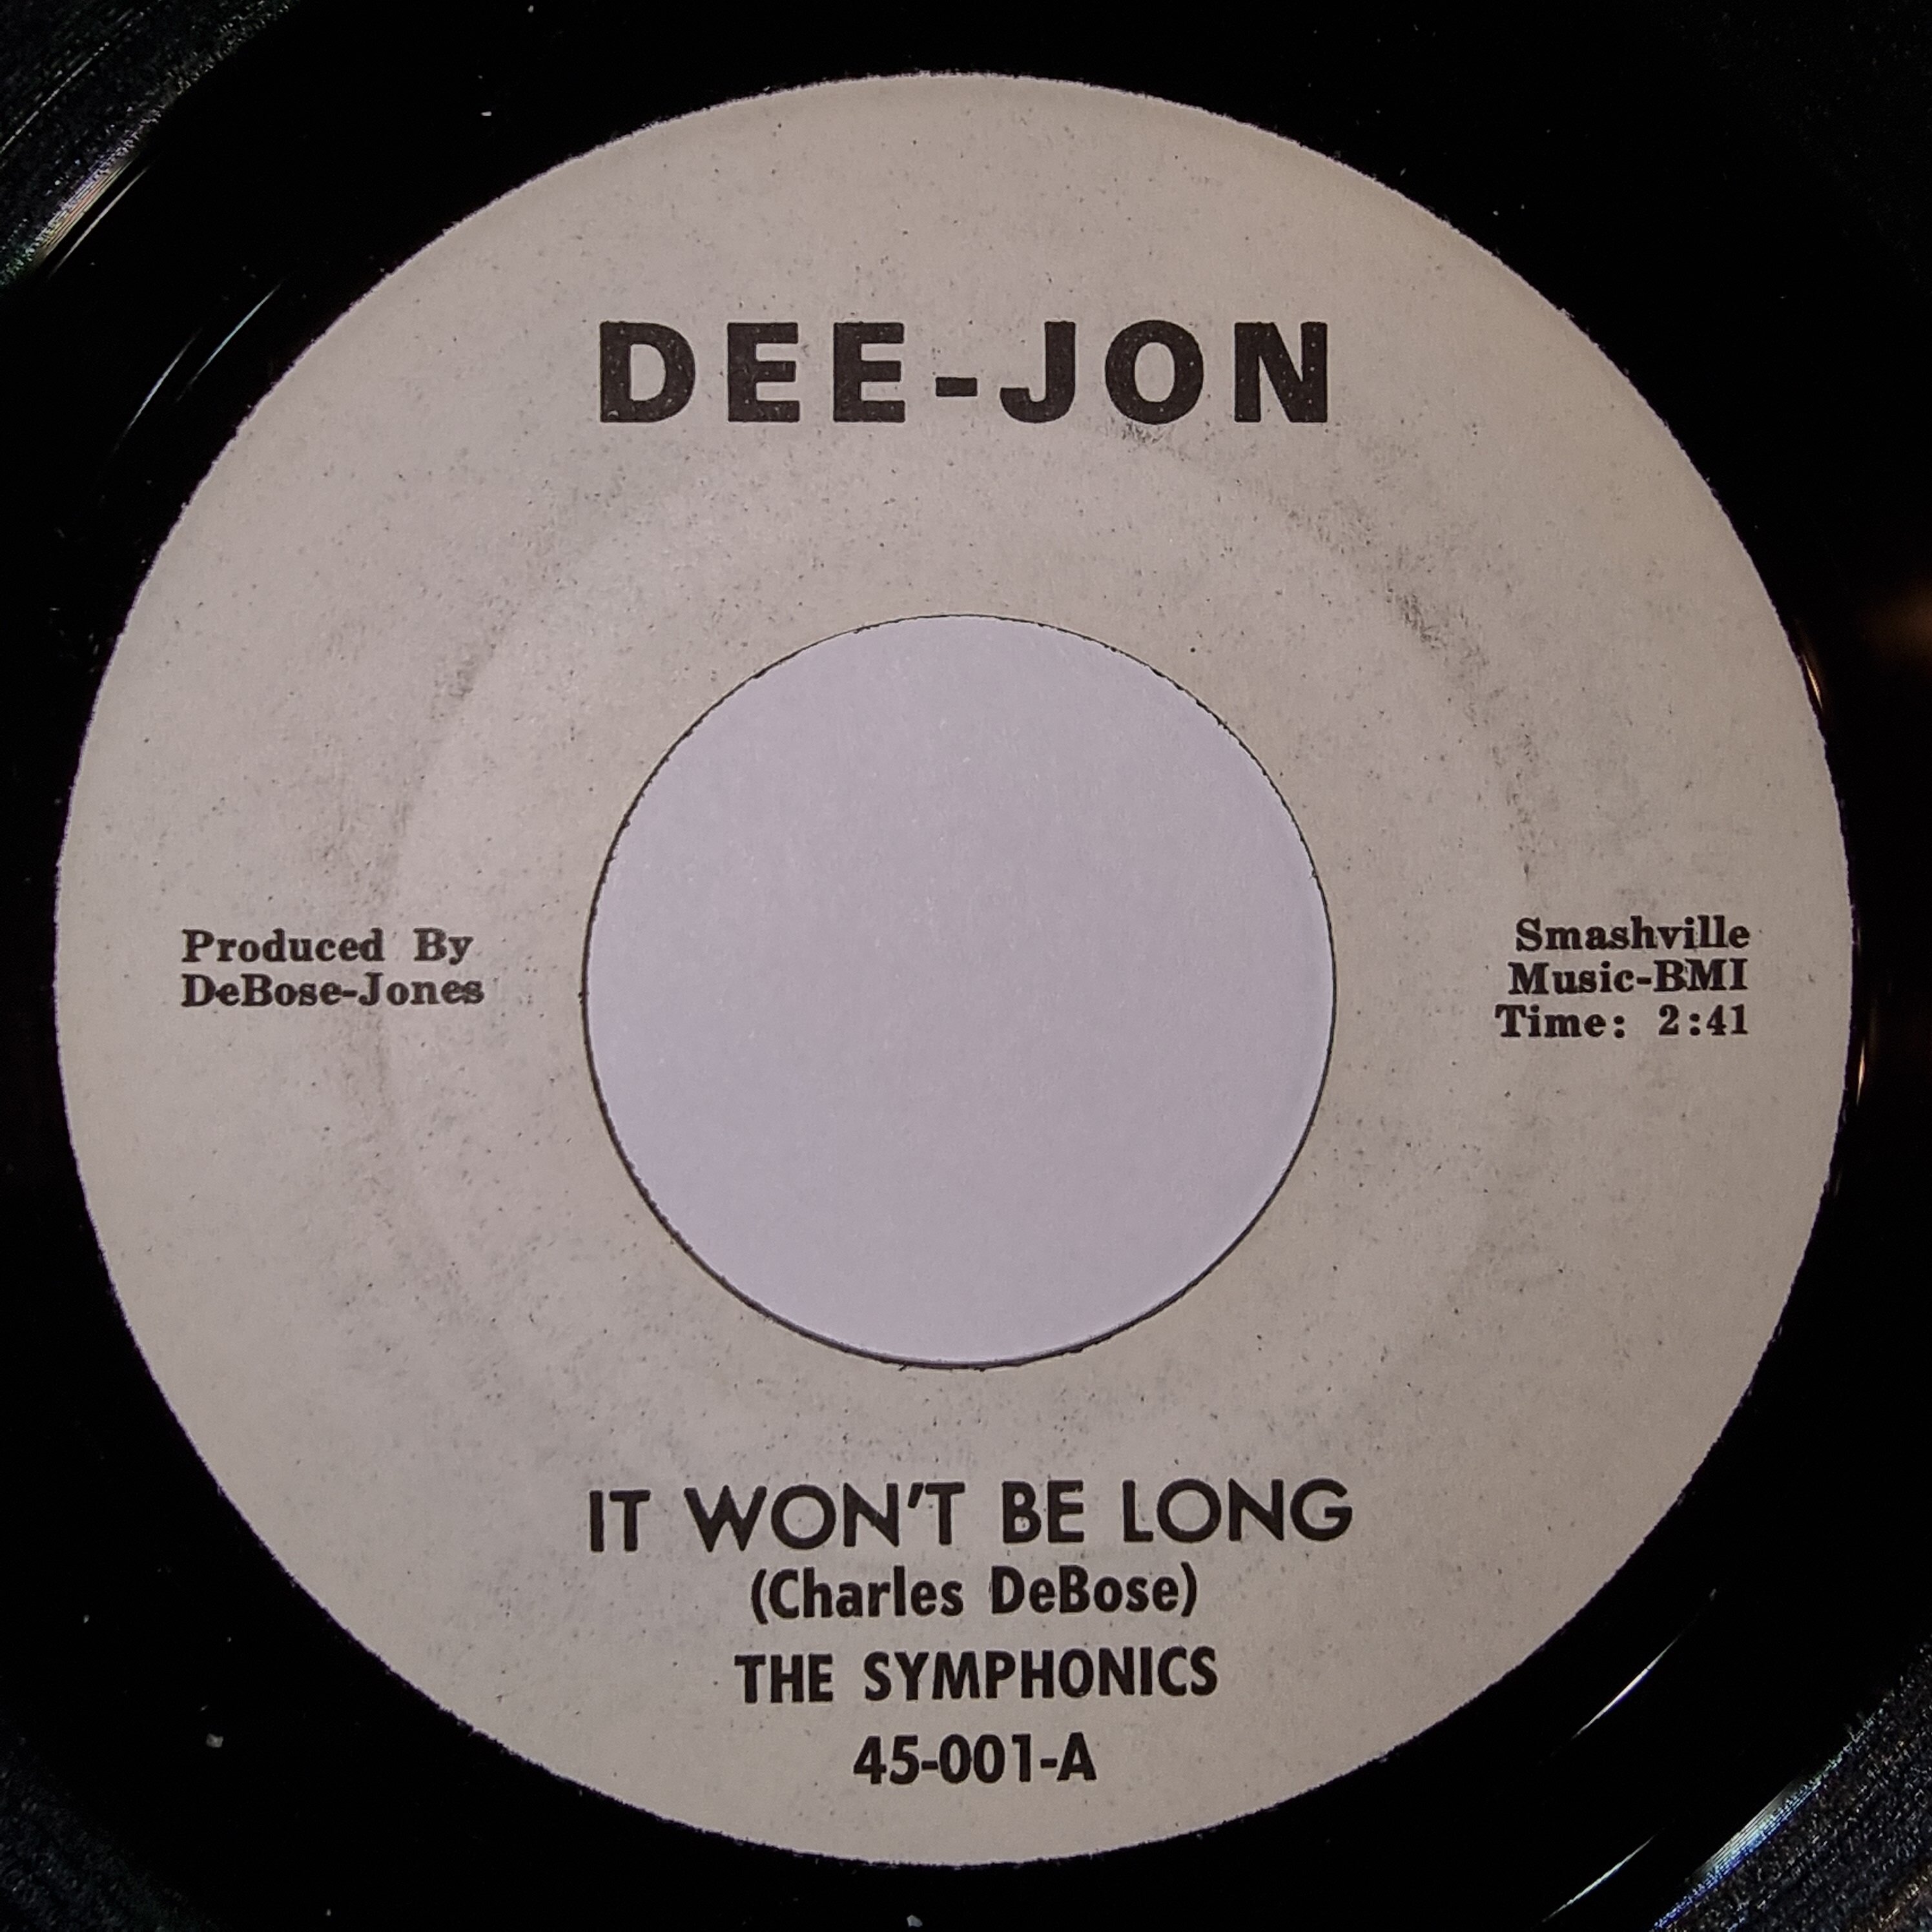 DEE-JON
Produced By
DeBose-Jones
Smashville
Music-BMI
Time: 2:41
IT WON'T BE LONG
(Charles DeBose)
THE SYMPHONICS
45-001-A